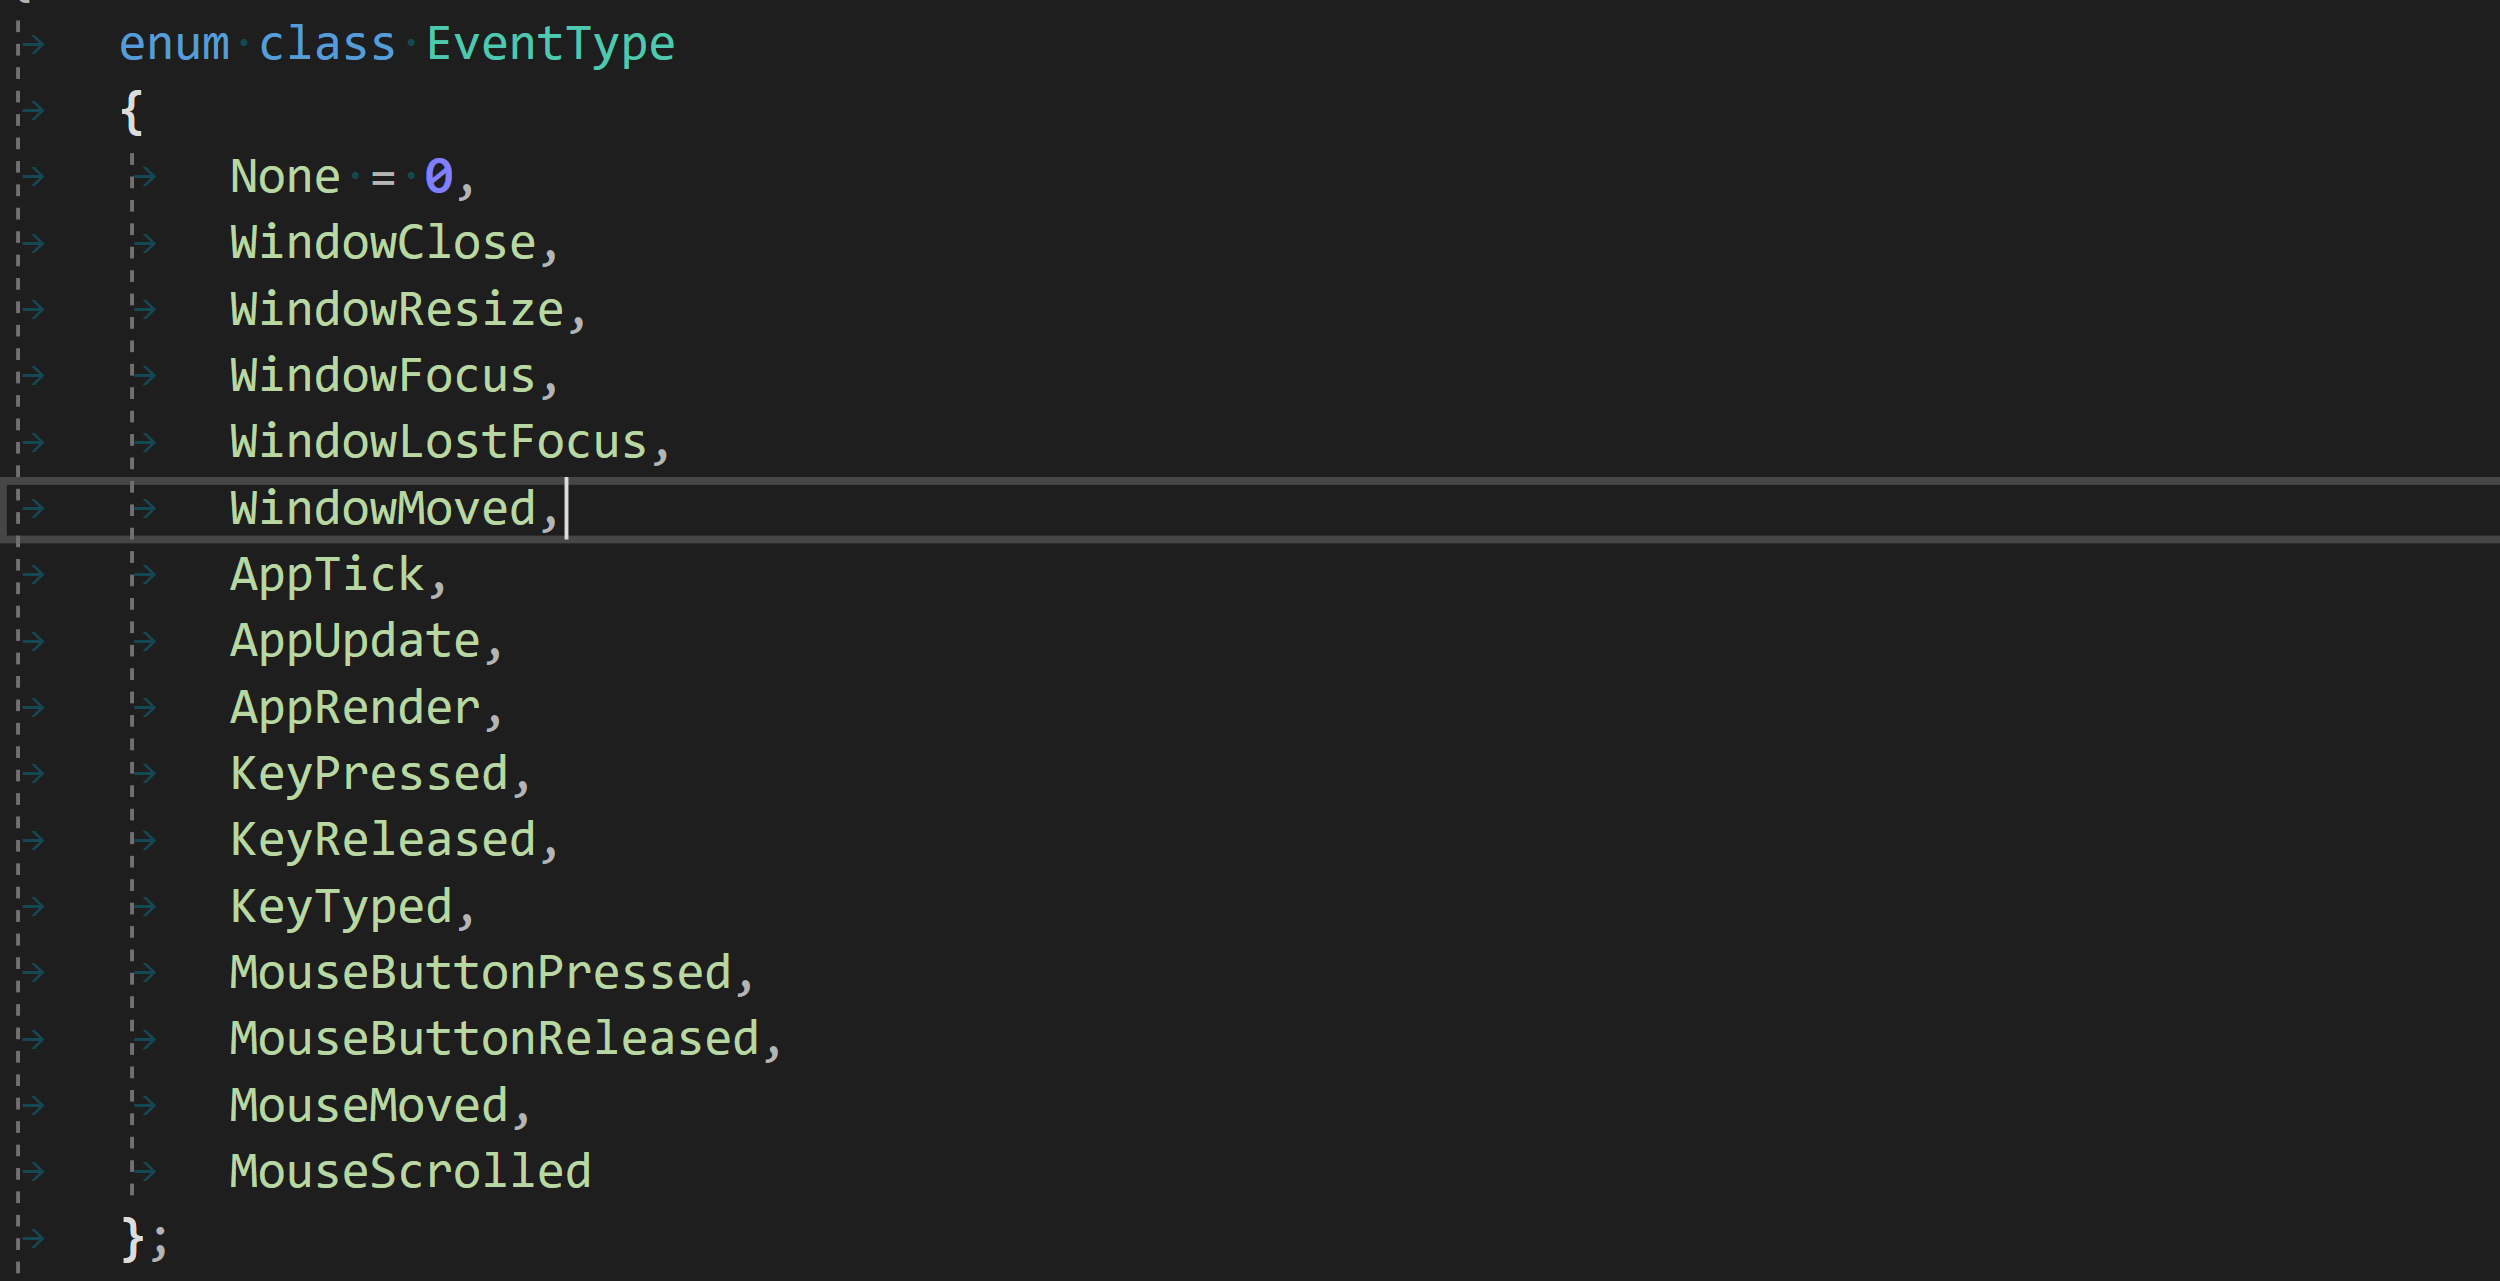 enum class EventType
{
None = 0,
WindowClose,
WindowResize,
WindowFocus,
WindowLostFocus,
WindowMoved,
AppTick,
AppUpdate,
AppRender,
KeyPressed,
KeyReleased,
KeyTyped,
MouseButtonPressed,
MouseButtonReleased,
MouseMoved,
MouseScrolled
};